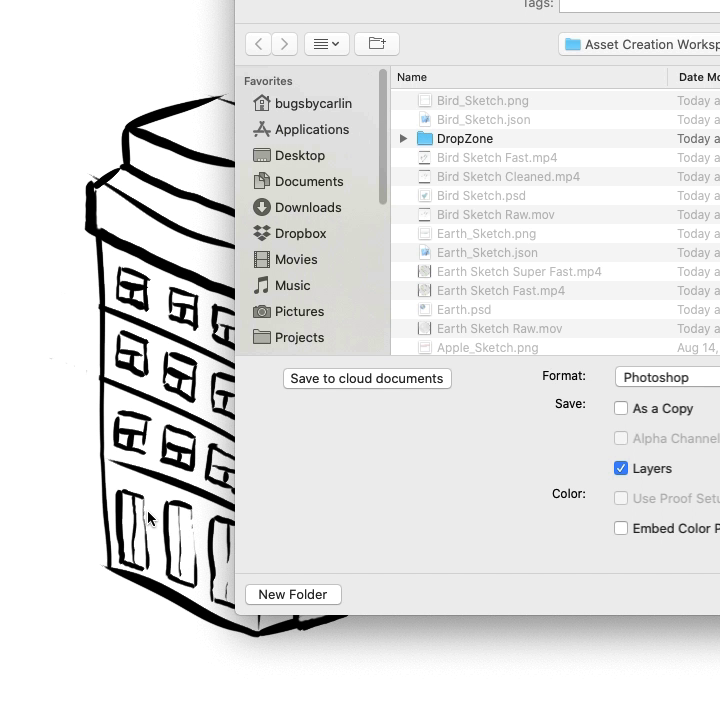 Tags:
Asset Creation Worksp
Favorites
bugsbycarlin
Applications
Desktop
Documents
Downloads
Dropbox
Movies
Music
Pictures
Projects
Name Date Mo
Bird_Sketch.png Today a
Bird_Sketch.json Today a
DropZone Today a
Bird Sketch Fast.mp4 Today a
Bird Sketch Cleaned.mp4 Today a
Bird Sketch.psd Today a
Bird Sketch Raw.mov Today a
Earth_Sketch.png Today a
Earth_Sketch.json Today a
Earth Sketch Super Fast.mp4 Today a
Earth Sketch Fast.mp4 Today a
Earth.psd Today a
Earth Sketch Raw.mov Today a
Apple_Sketch.png Aug 14,
Save to cloud documents
Format: Photoshop
Save: As a Copy
Alpha Channel
Layers
Color: Use Proof Setu
Embed Color P
New Folder